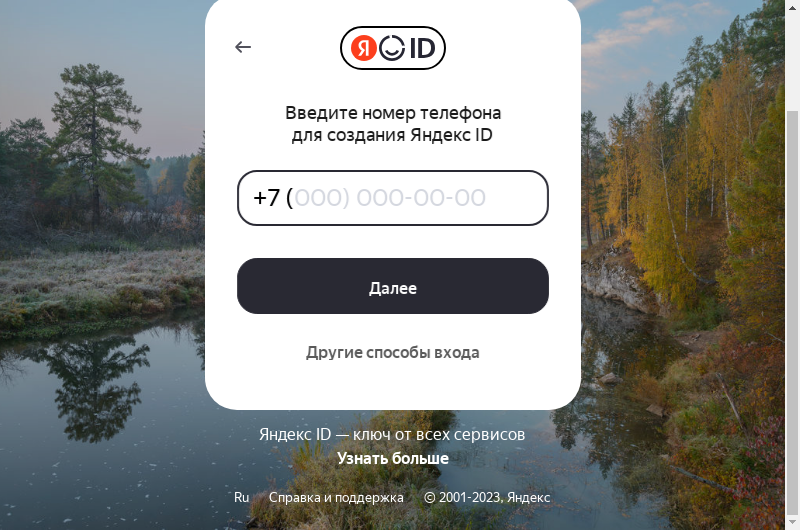 Я ID
Введите номер телефона
для создания Яндекс ID
+7 (000) 000-00-00
Далее
Другие способы входа
Яндекс ID — ключ от всех сервисов
Узнать больше
Ru Справка и поддержка © 2001-2023, Яндекс